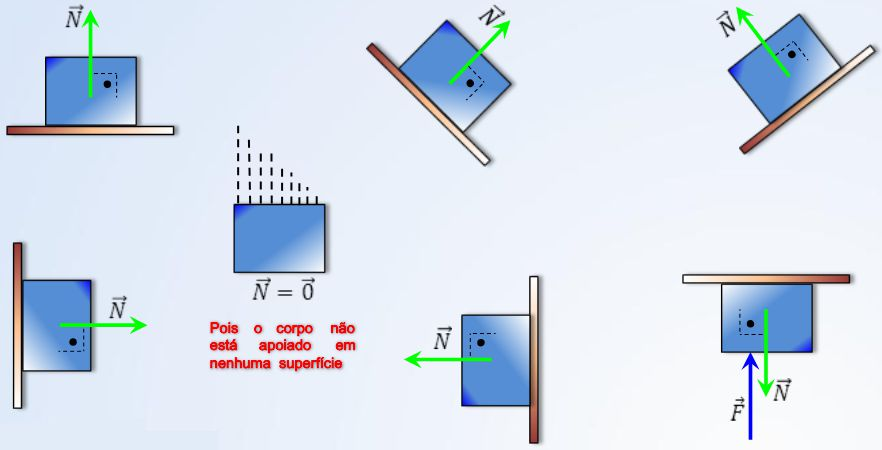 N⃗
N⃗
N⃗
N⃗
N⃗ = 0⃗
Pois o corpo não
está apoiado em
nenhuma superfície
N⃗
F⃗
N⃗